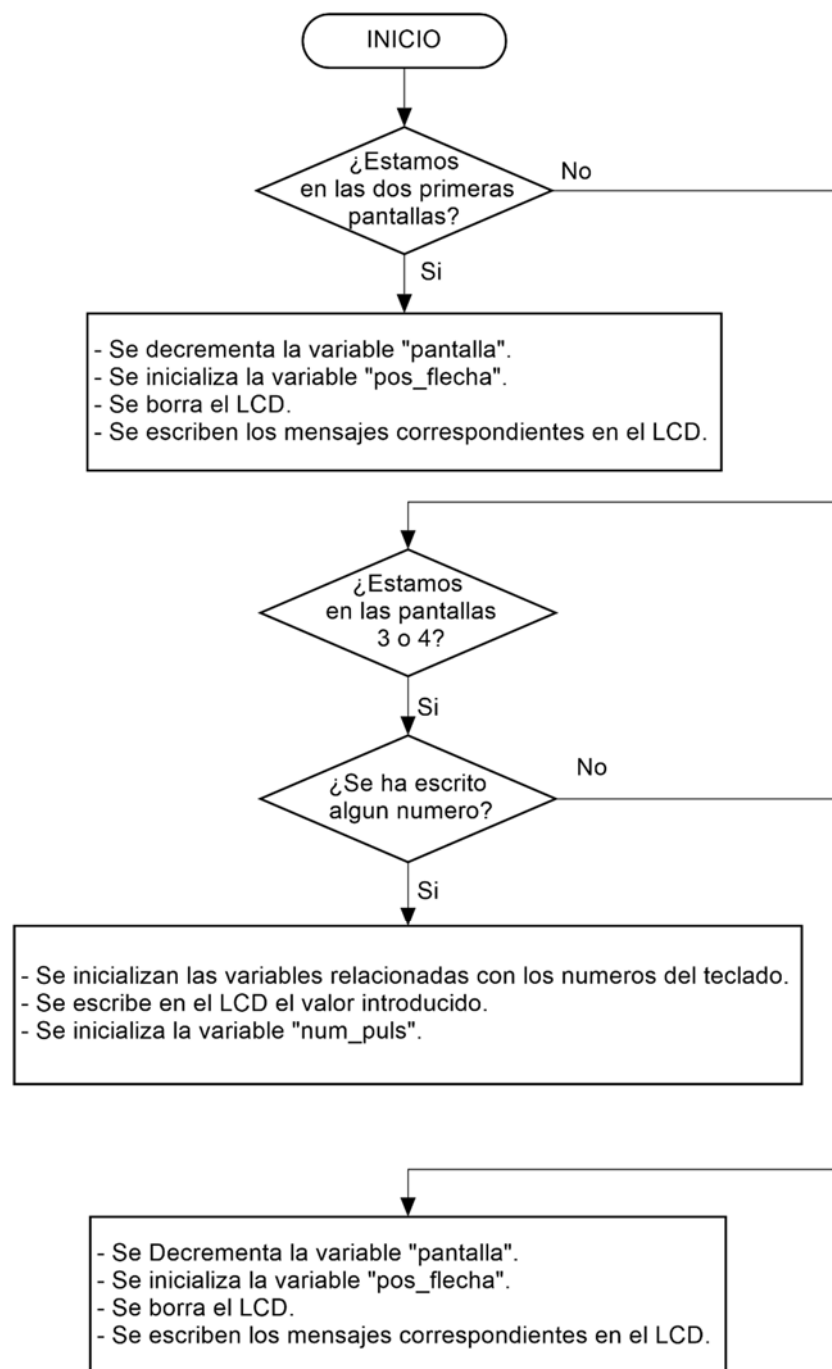 INICIO
¿Estamos
en las dos primeras
pantallas?
No
Si
- Se decrementa la variable "pantalla".
- Se inicializa la variable "pos_flecha".
- Se borra el LCD.
- Se escriben los mensajes correspondientes en el LCD.
¿Estamos
en las pantallas
3 o 4?
Si
¿Se ha escrito
algun numero?
No
Si
- Se inicializan las variables relacionadas con los numeros del teclado.
- Se escribe en el LCD el valor introducido.
- Se inicializa la variable "num_puls".
- Se Decrementa la variable "pantalla".
- Se inicializa la variable "pos_flecha".
- Se borra el LCD.
- Se escriben los mensajes correspondientes en el LCD.